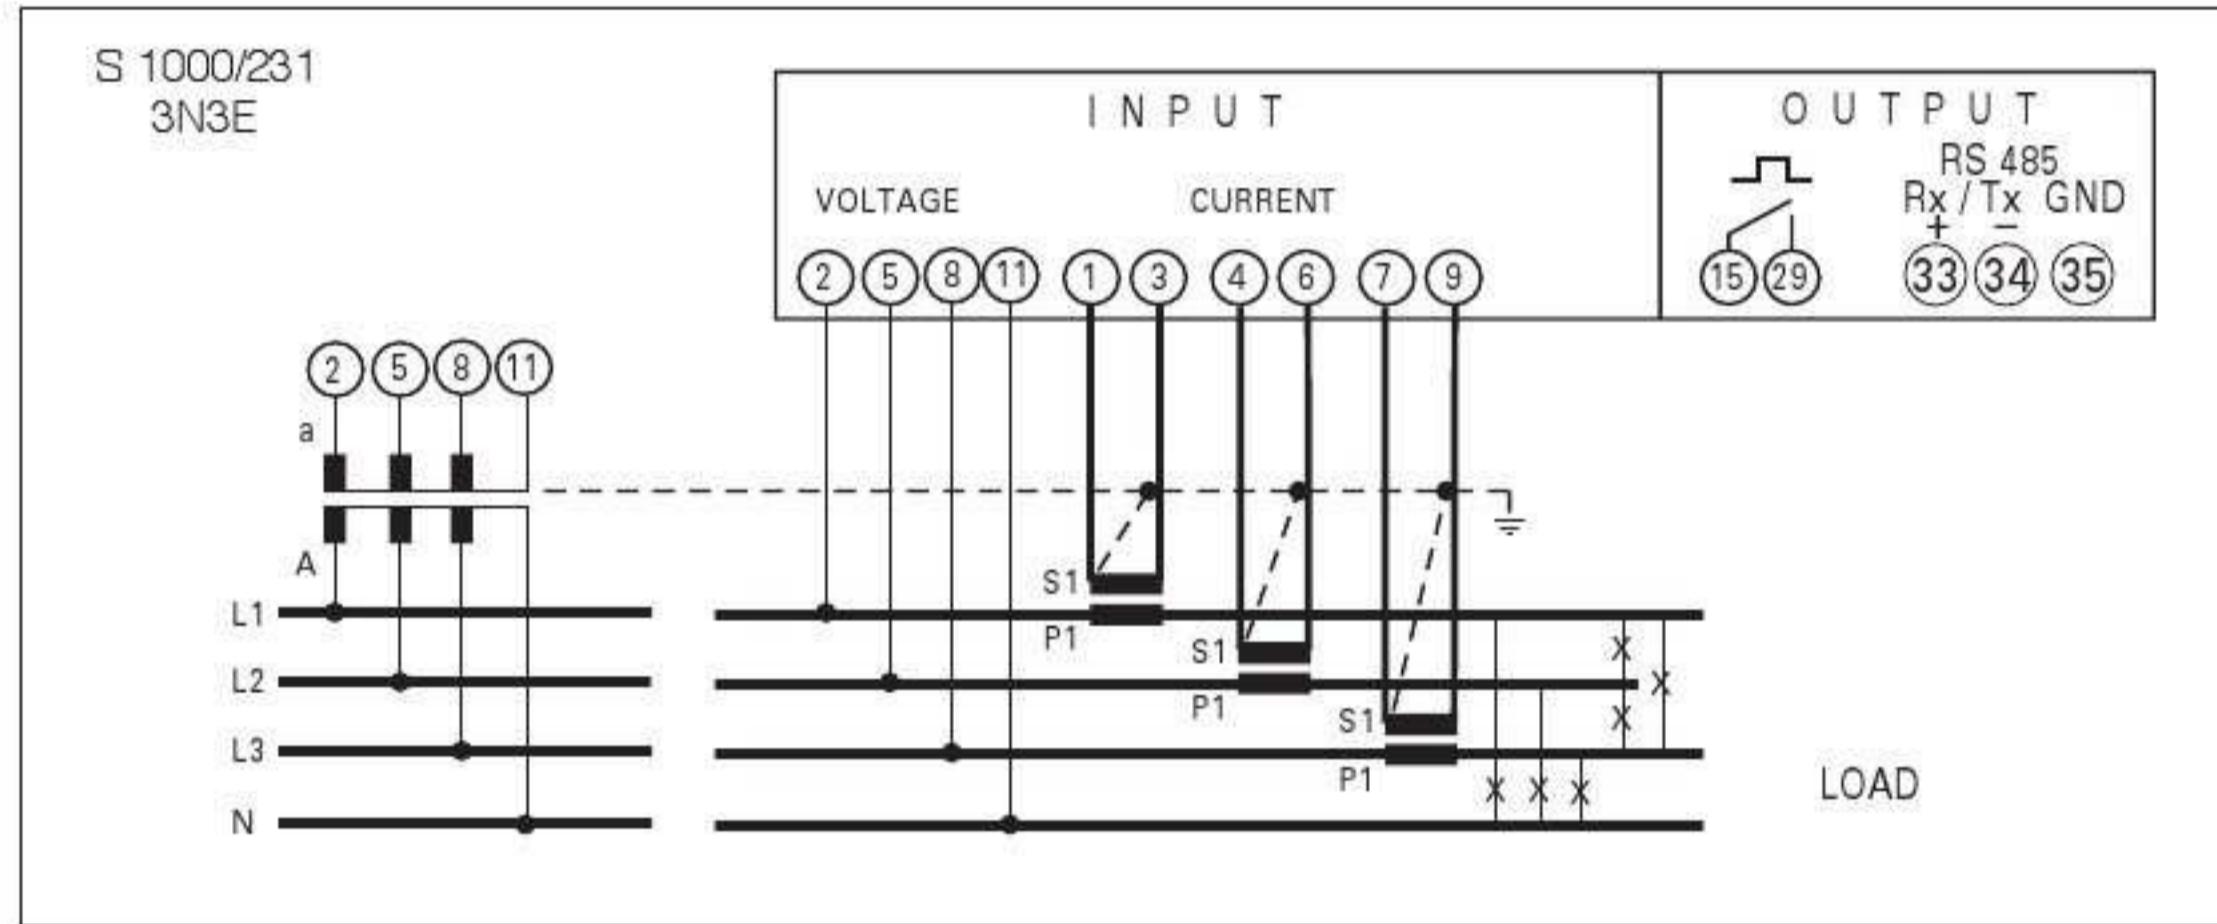 S 1000/231
3N3E
INPUT
OUTPUT
RS 485
VOLTAGE
CURRENT
Rx / Tx GND
+ −
2 5 8 11 1 3 4 6 7 9
15 29 33 34 35
2 5 8 11
a
A
S1
L1
P1
S1
L2
P1
S1
L3
P1
LOAD
N